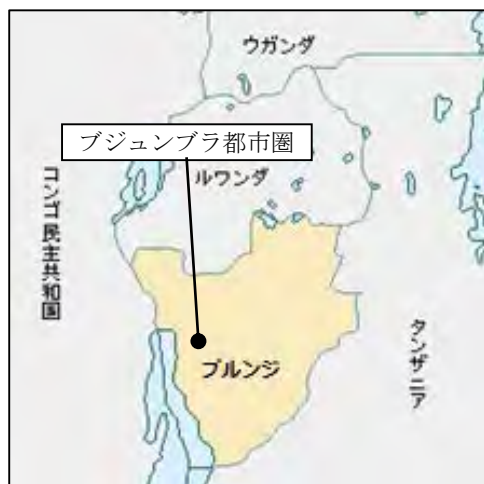 ウガンダ
ブジュンブラ都市圏
ルワンダ
コンゴ民主共和国
タンザニア
ブルンジ